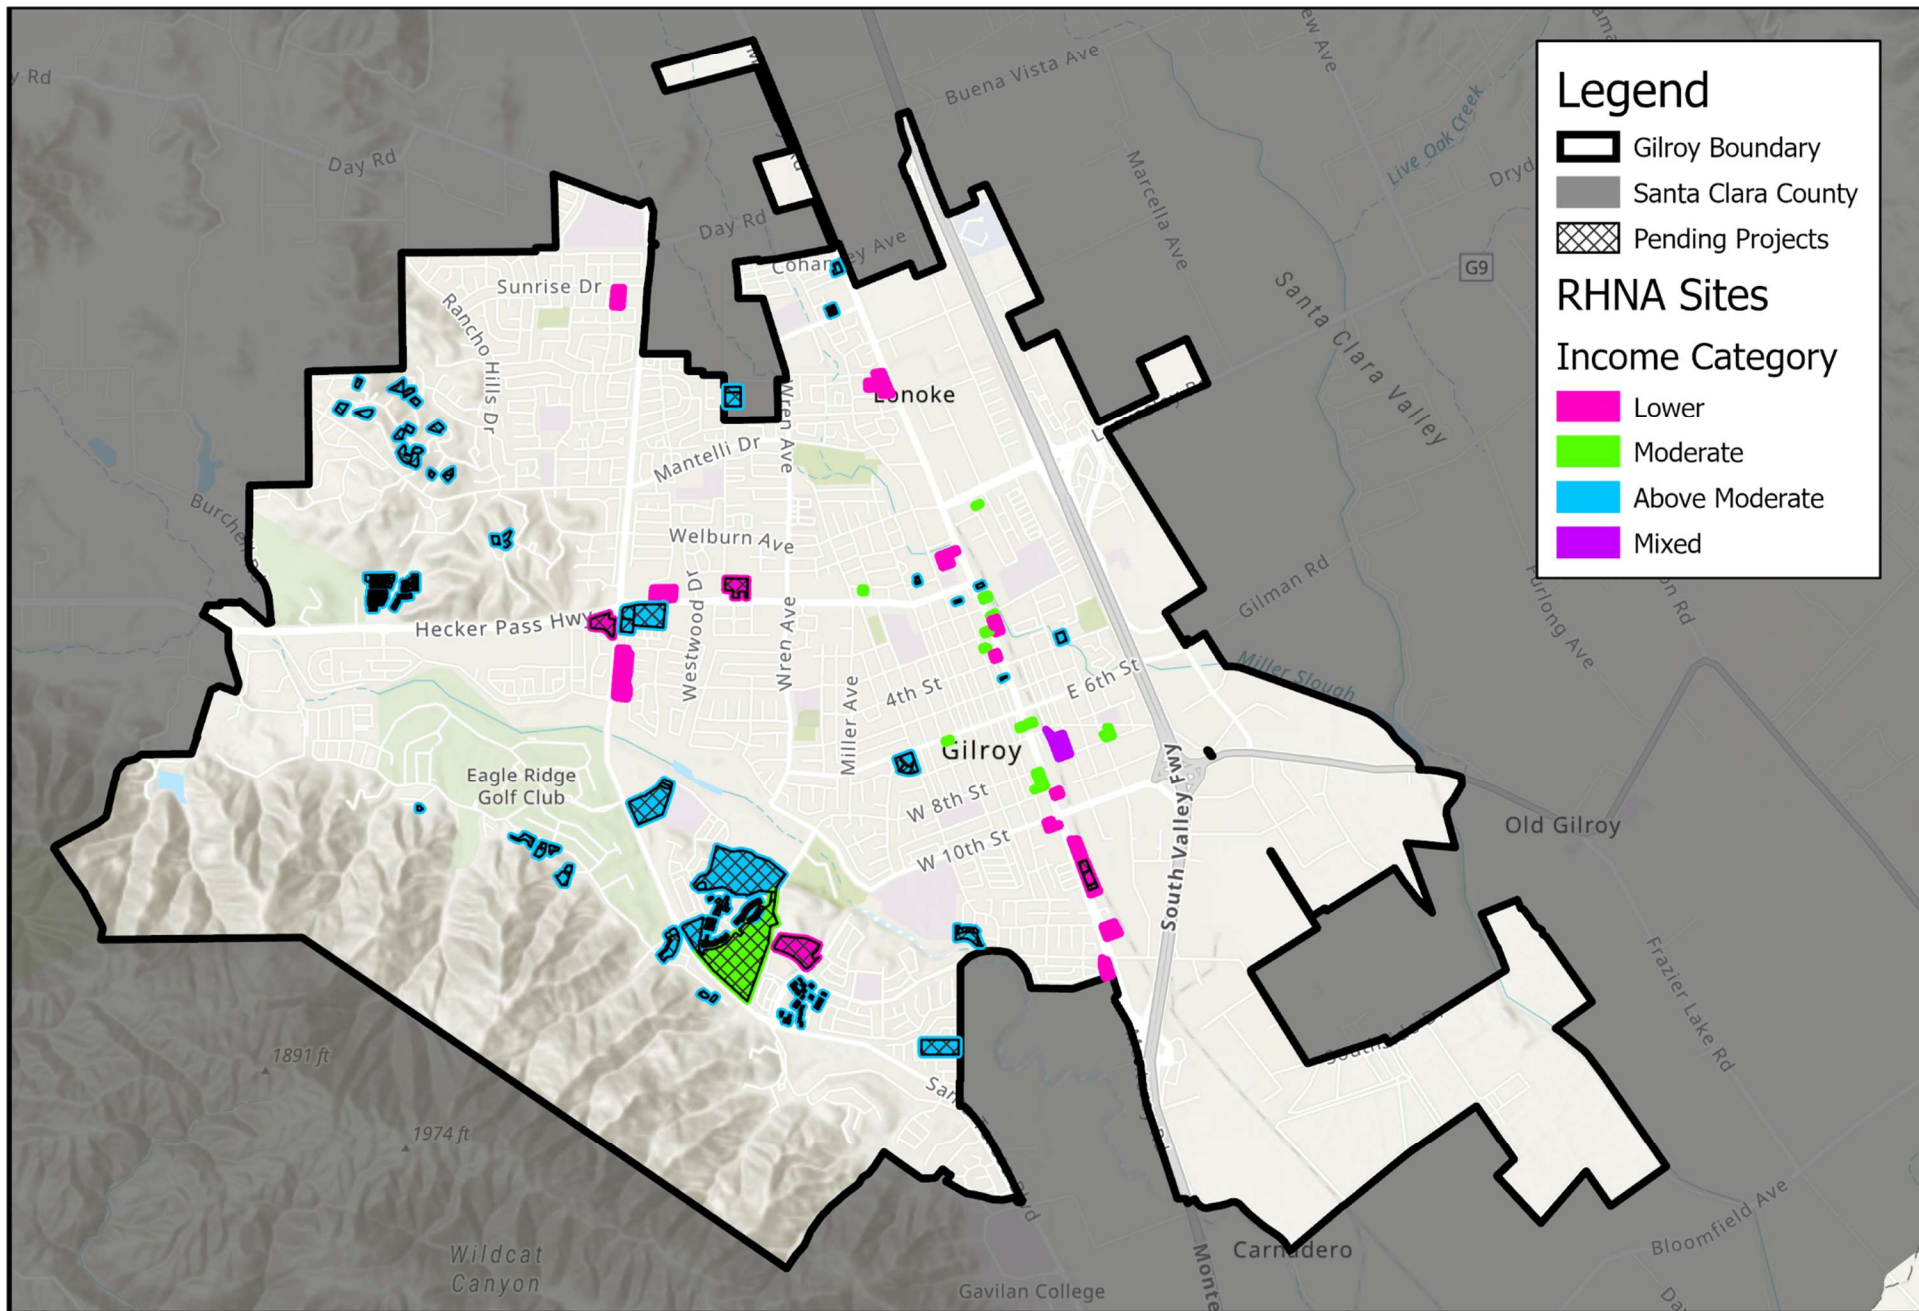 Legend
Gilroy Boundary
Santa Clara County
Pending Projects
RHNA Sites
Income Category
Lower
Moderate
Above Moderate
Mixed
Buena Vista Ave
Live Oak Creek
Day Rd
Marcella Ave
Day Rd
G9
Sunrise Dr
Santa Clara Valley
Rancho Hills Dr
Lonoke
Wren Ave
Mantelli Dr
Welburn Ave
Gilman Rd
Hecker Pass Hwy
Westwood Dr
Wren Ave
Furlong Ave
Miller Slough
E 6th St
4th St
Miller Ave
Gilroy
Eagle Ridge
Golf Club
W 8th St
South Valley Fwy
Old Gilroy
W 10th St
Frazier Lake Rd
1891 ft
1974 ft
Bloomfield Ave
Wildcat
Canyon
Carnadero
Gavilan College